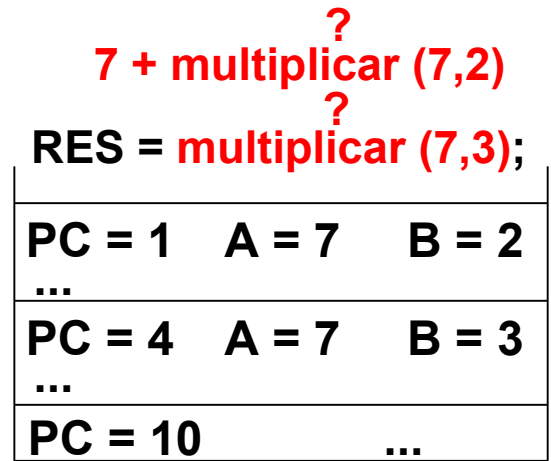 ?
7 + multiplicar (7,2)
?
RES = multiplicar (7,3);
PC = 1 A = 7 B = 2
...
PC = 4 A = 7 B = 3
...
PC = 10 ...